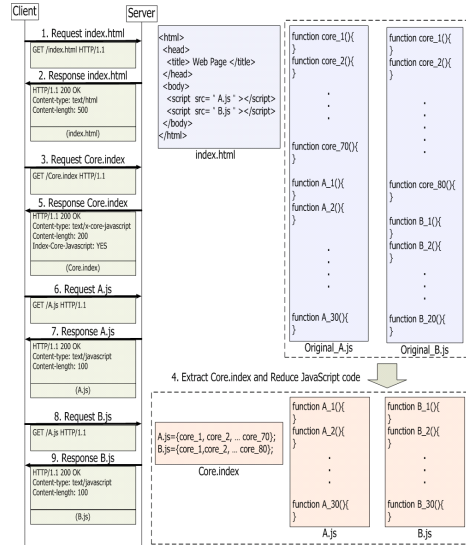 Client
Server
1. Request index.html
GET /index.html HTTP/1.1
2. Response index.html
HTTP/1.1 200 OK
Content-type: text/html
Content-length: 500
(index.html)
3. Request Core.index
GET /Core.index HTTP/1.1
5. Response Core.index
HTTP/1.1 200 OK
Content-type: text/x-core-javascript
Content-length: 200
Index-Core-Javascript: YES
(Core.index)
6. Request A.js
GET /A.js HTTP/1.1
7. Response A.js
HTTP/1.1 200 OK
Content-type: text/javascript
Content-length: 100
(A.js)
8. Request B.js
GET /A.js HTTP/1.1
9. Response B.js
HTTP/1.1 200 OK
Content-type: text/javascript
Content-length: 100
(B.js)
<html>
<head>
<title> Web Page </title>
</head>
<body>
<script src= " A.js " ></script>
<script src= " B.js " ></script>
</body>
</html>
index.html
function core_1(){
}
function core_2(){
}
.
.
.
function core_70(){
}
function A_1(){
}
function A_2(){
}
.
.
.
function A_30(){
}
Original_A.js
function core_1(){
}
function core_2(){
}
.
.
.
.
.
function core_80(){
}
function B_1(){
}
function B_2(){
}
.
.
.
function B_20(){
}
Original_B.js
4. Extract Core.index and Reduce JavaScript code
A.js={core_1, core_2, ... core_70};
B.js={core_1,core_2, ... core_80};
Core.index
function A_1(){
}
function A_2(){
}
.
.
.
function A_30(){
}
A.js
function B_1(){
}
function B_2(){
}
.
.
.
function B_30(){
}
B.js